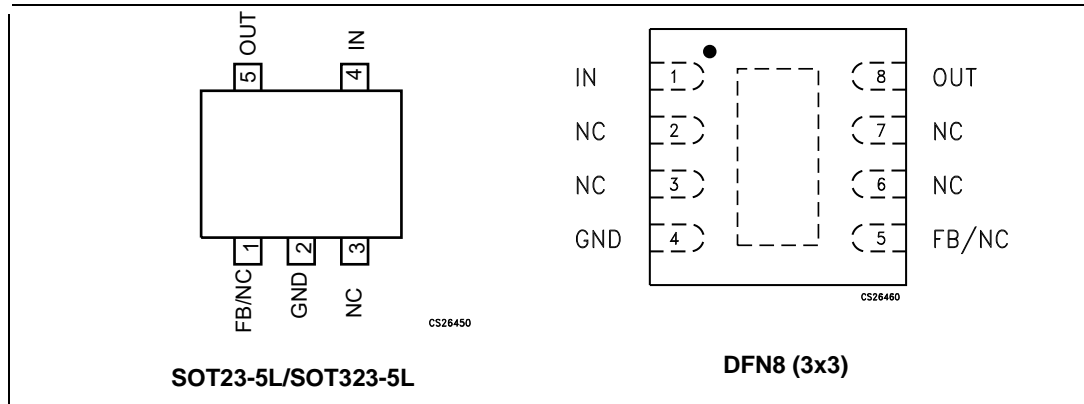 OUT IN
5 4
1 2 3
FB/NC GND NC
CS26450
SOT23-5L/SOT323-5L
IN 1 8 OUT
NC 2 7 NC
NC 3 6 NC
GND 4 5 FB/NC
CS26460
DFN8 (3x3)